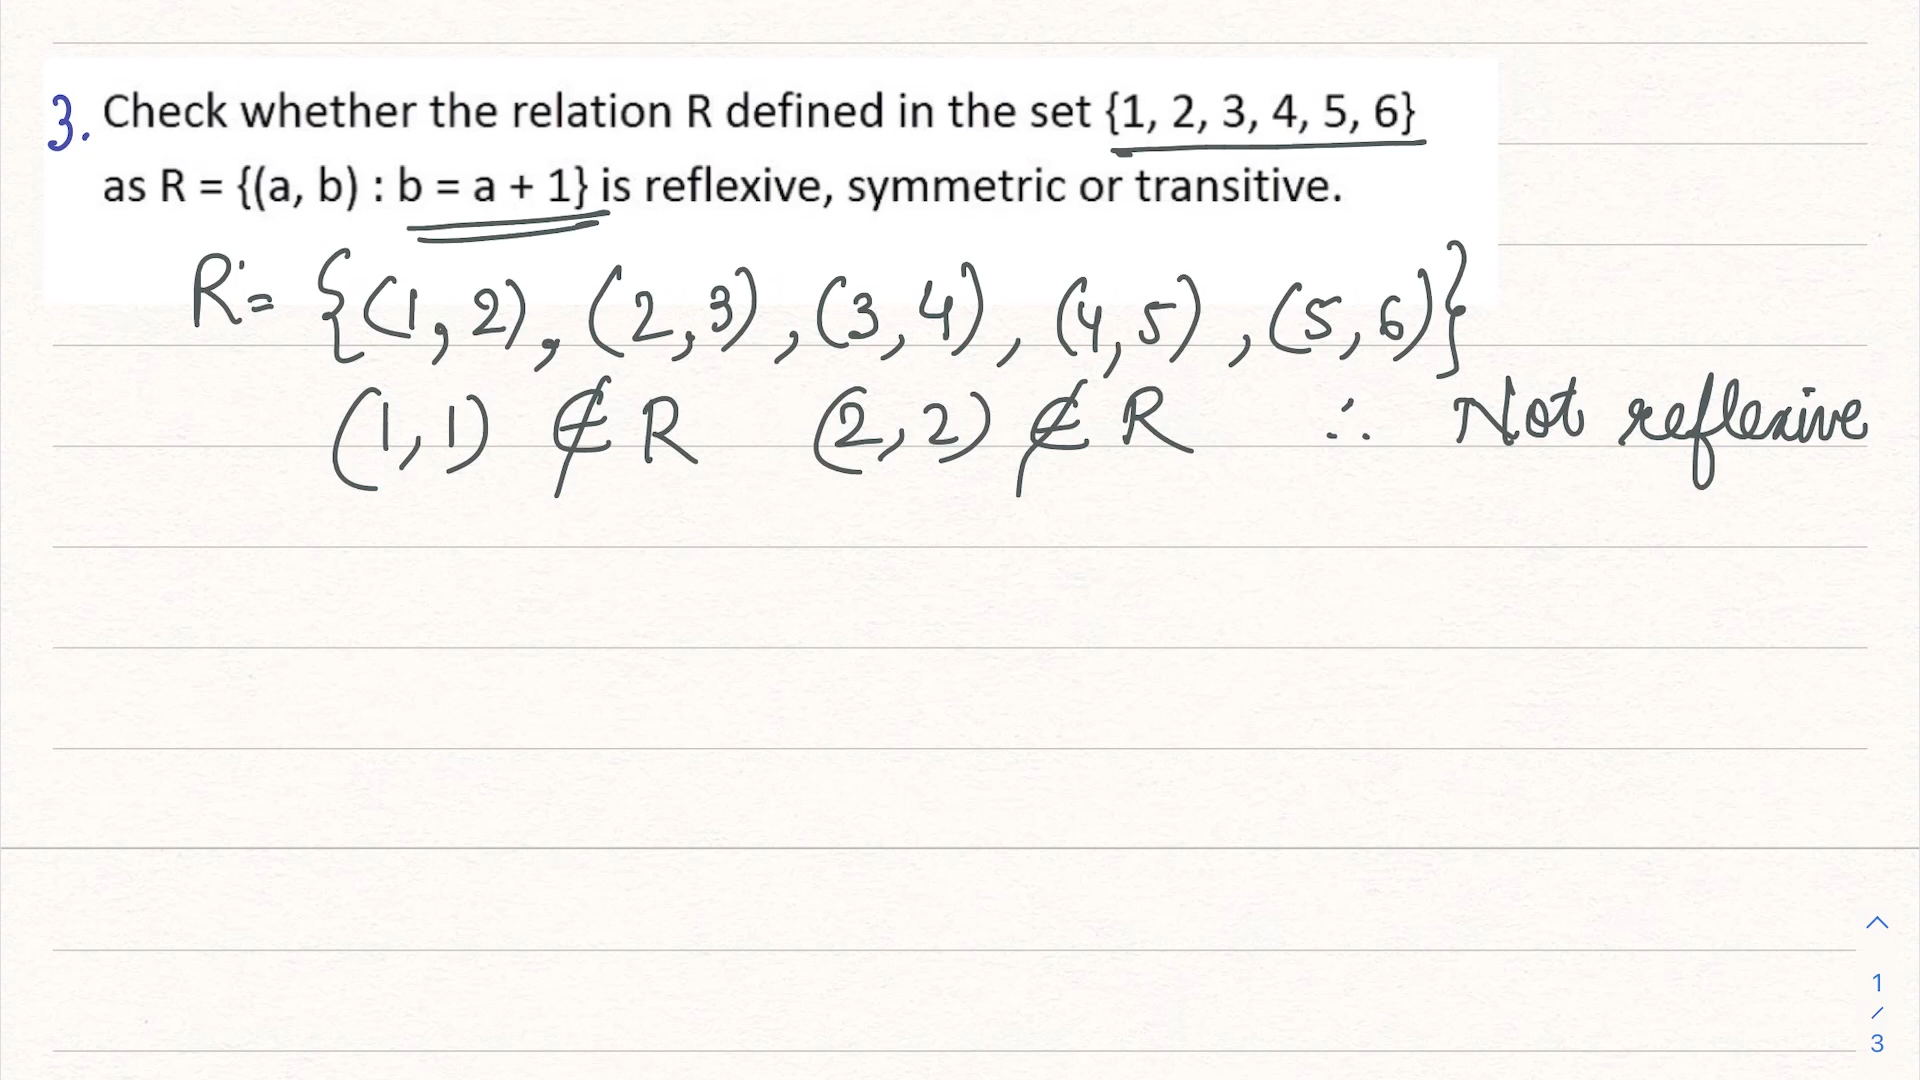 3. Check whether the relation R defined in the set {1, 2, 3, 4, 5, 6}
as R = {(a, b) : b = a + 1} is reflexive, symmetric or transitive.
R = {(1, 2), (2, 3), (3, 4), (4, 5), (5, 6)}
(1, 1) ∉ R (2, 2) ∉ R ∴ Not reflexive
1
/
3